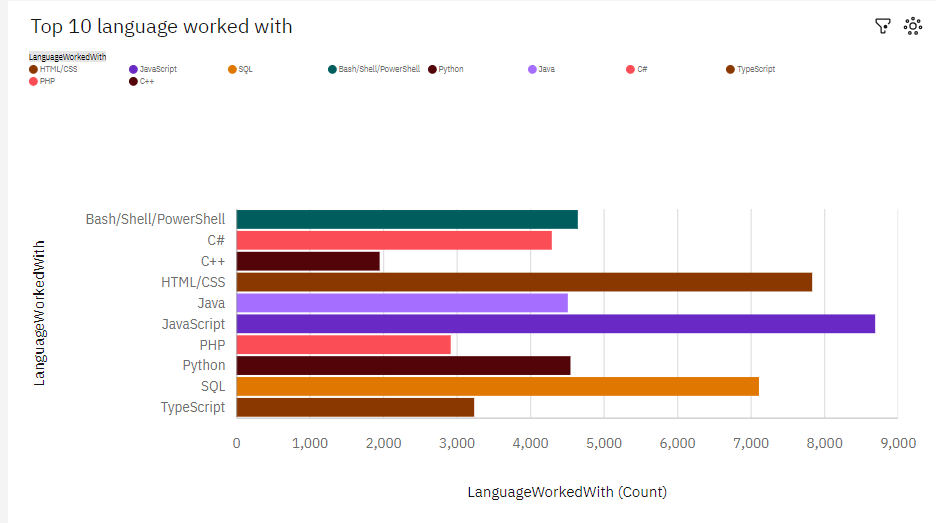 Top 10 language worked with
LanguageWorkedWith
HTML/CSS JavaScript SQL Bash/Shell/PowerShell Python Java C# TypeScript
PHP C++
LanguageWorkedWith
Bash/Shell/PowerShell
C#
C++
HTML/CSS
Java
JavaScript
PHP
Python
SQL
TypeScript
0 1,000 2,000 3,000 4,000 5,000 6,000 7,000 8,000 9,000
LanguageWorkedWith (Count)